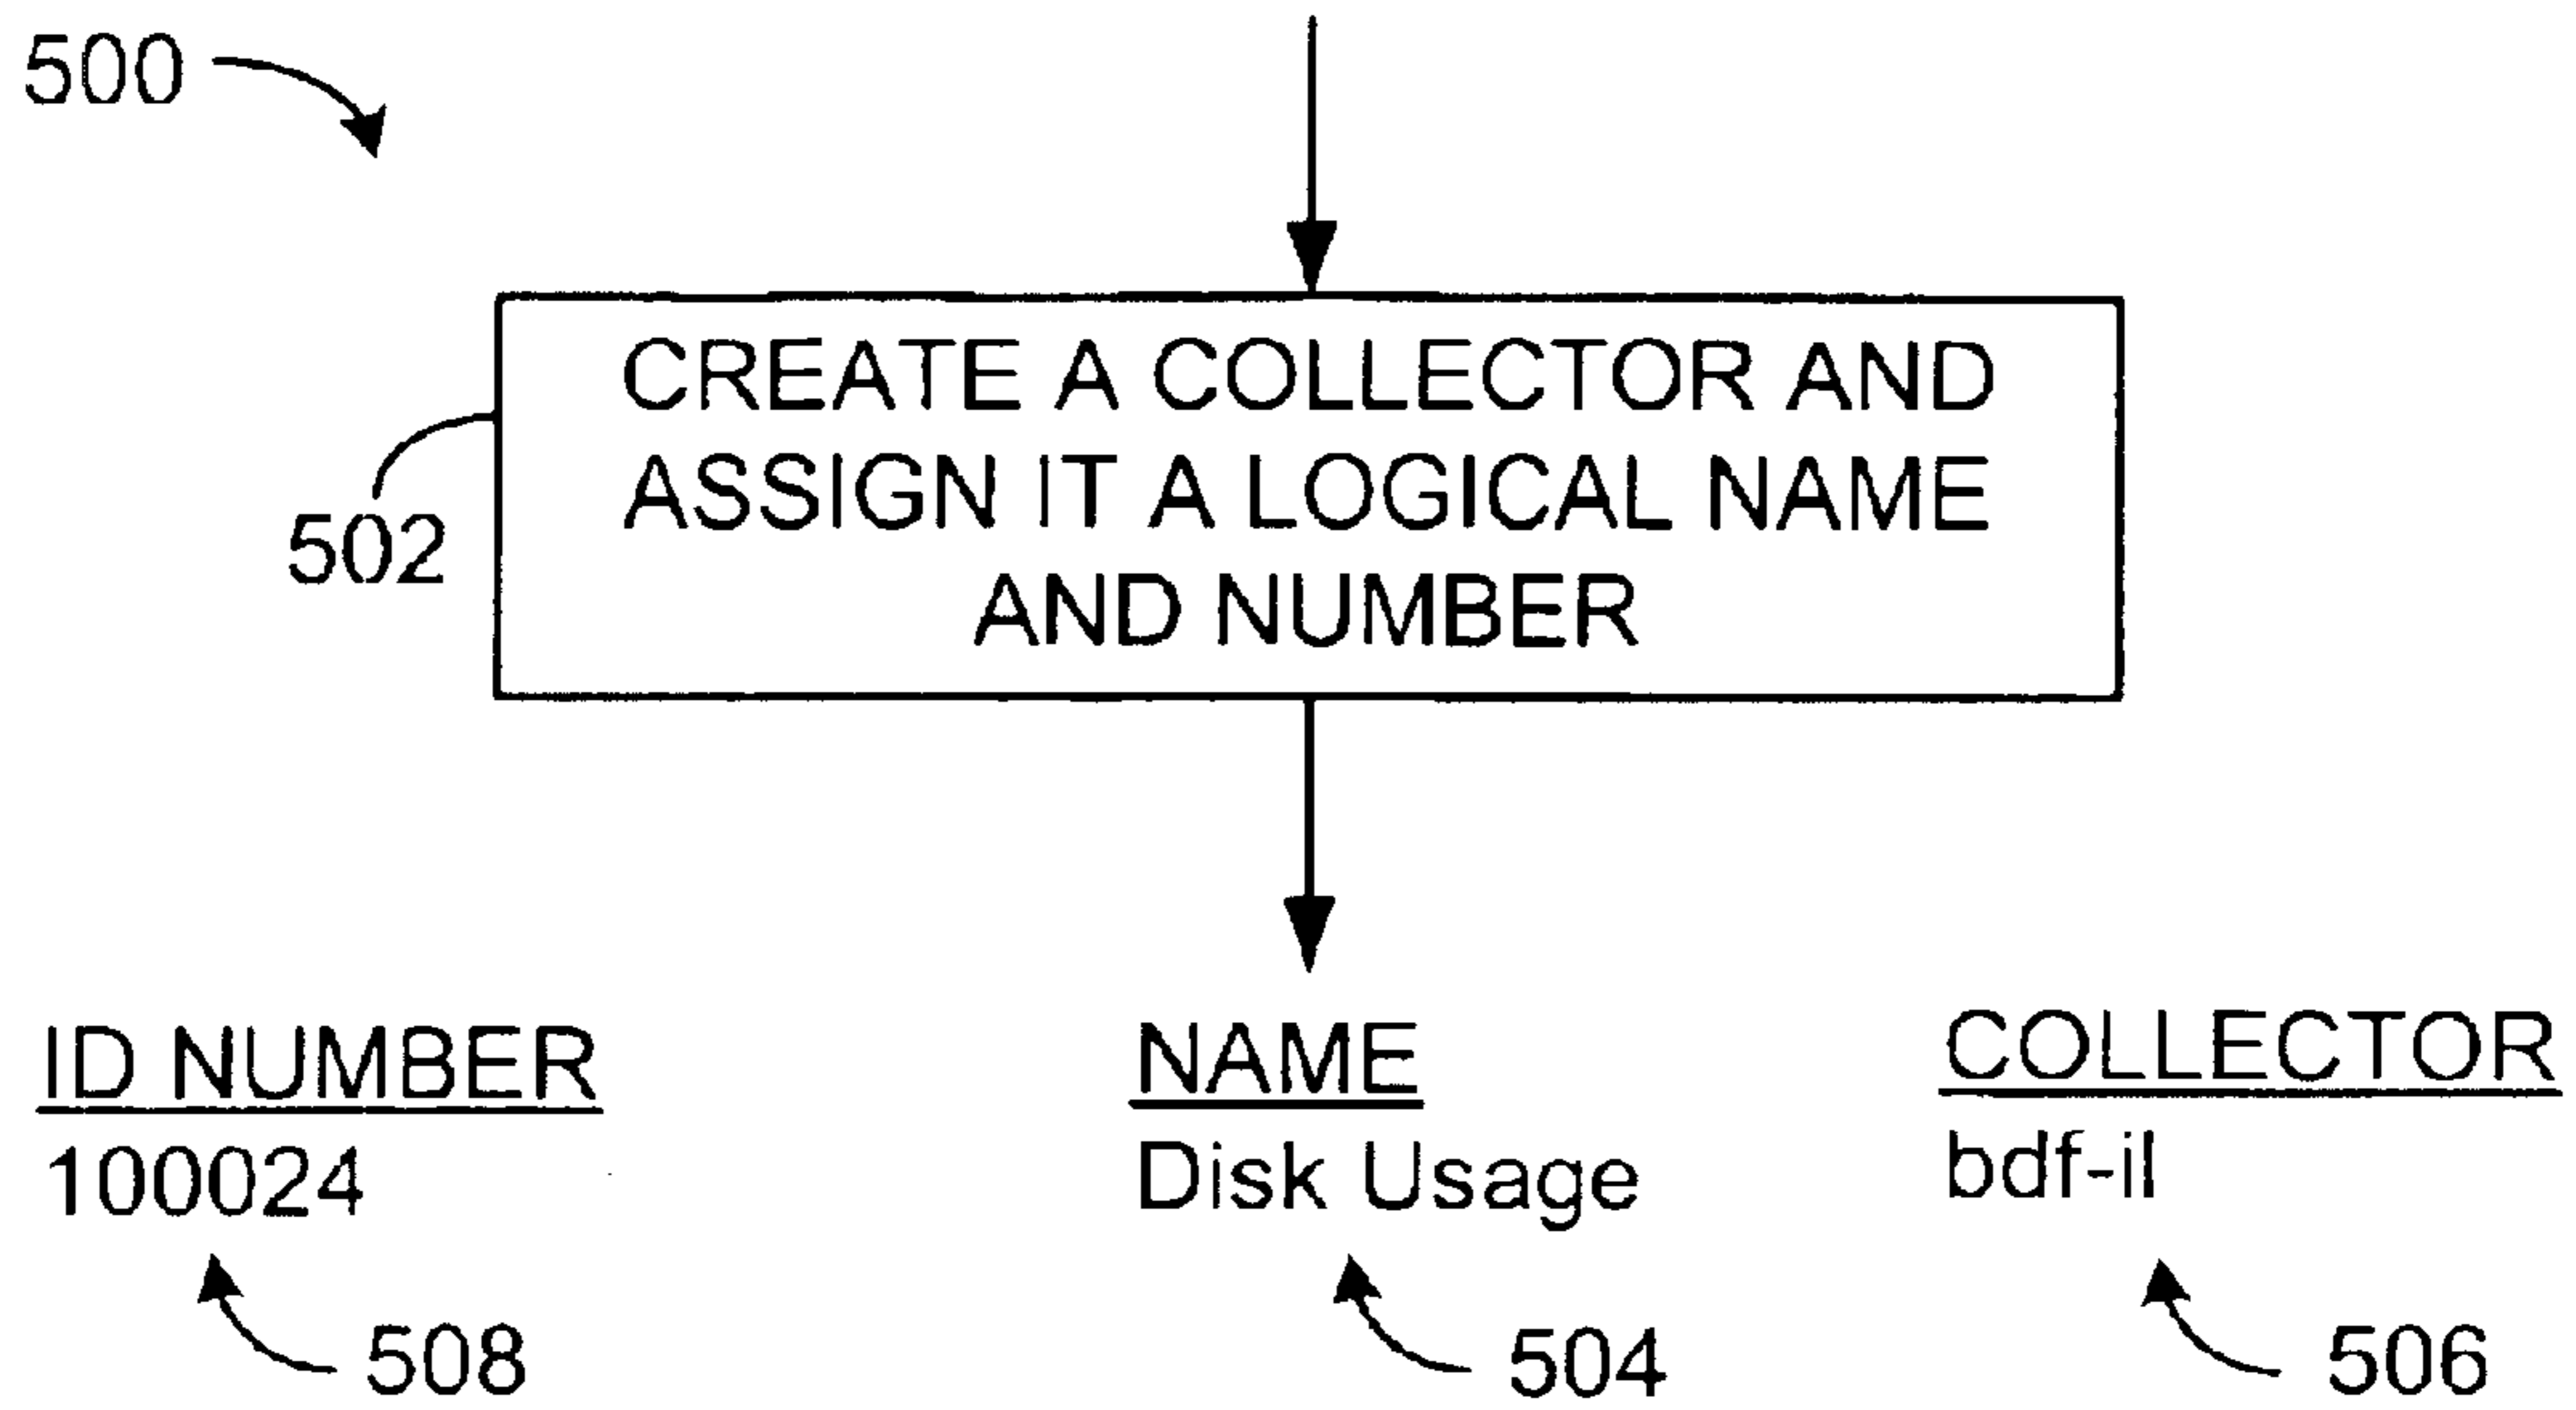 500
CREATE A COLLECTOR AND
ASSIGN IT A LOGICAL NAME
AND NUMBER
502
ID NUMBER
100024
508
NAME
Disk Usage
504
COLLECTOR
bdf-il
506